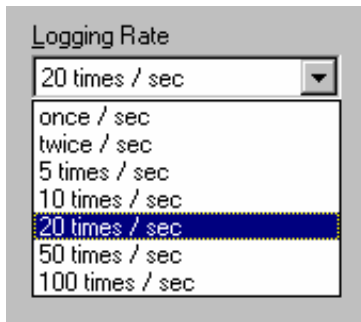 Logging Rate
20 times / sec
once / sec
twice / sec
5 times / sec
10 times / sec
20 times / sec
50 times / sec
100 times / sec